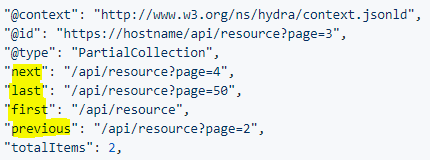 "@context": "http://www.w3.org/ns/hydra/context.jsonld",
"@id": "https://hostname/api/resource?page=3",
"@type": "PartialCollection",
"next": "/api/resource?page=4",
"last": "/api/resource?page=50",
"first": "/api/resource",
"previous": "/api/resource?page=2",
"totalItems": 2,